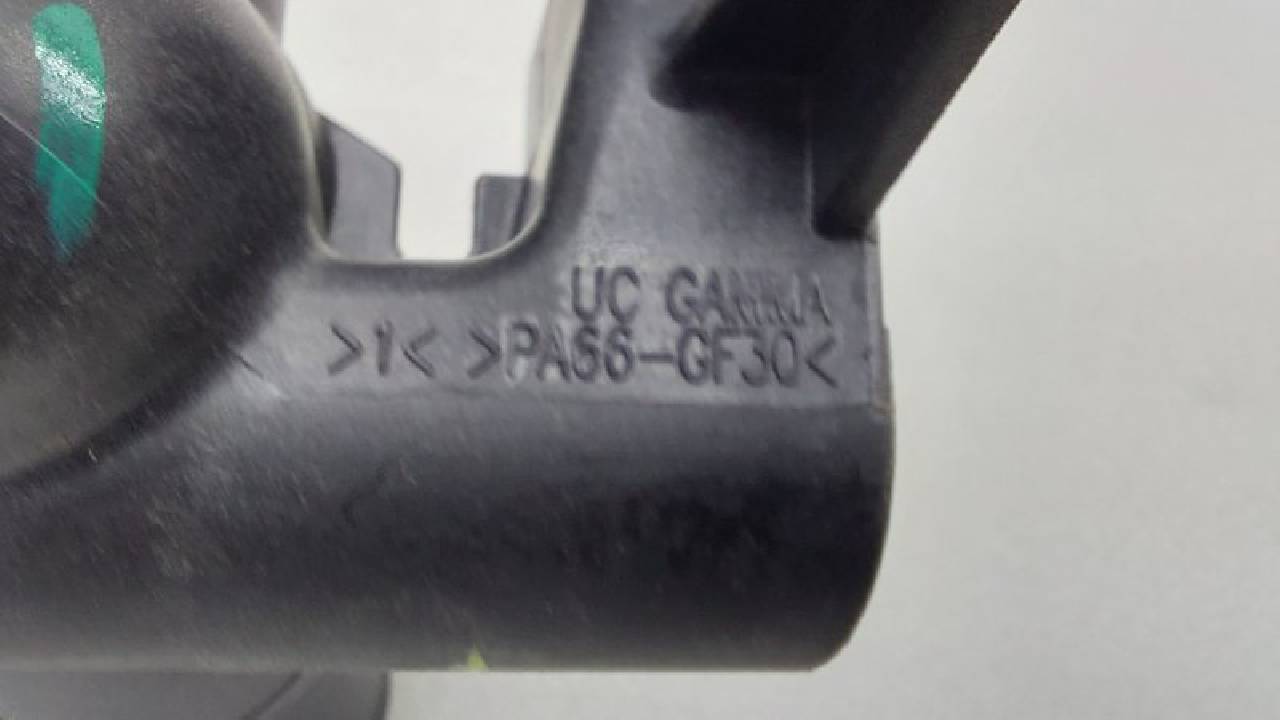 UC GAMMA
>1< >PA66-GF30<